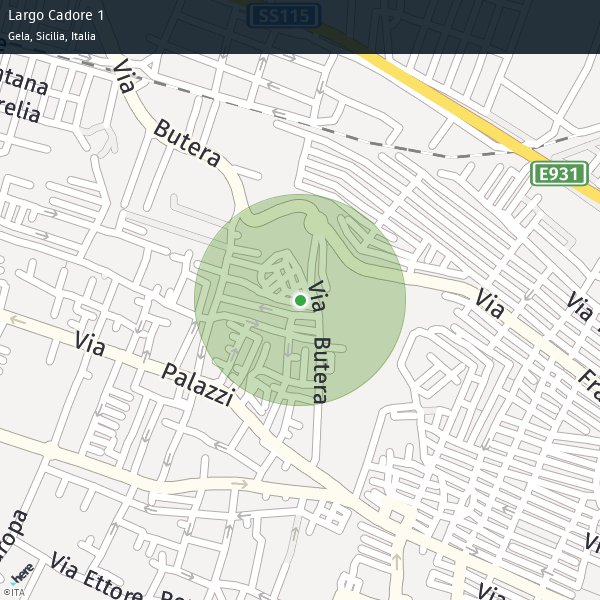 Largo Cadore 1
Gela, Sicilia, Italia
SS115
ntana
relia
Via
Butera
E931
Via
Butera
Via
Via
Fra
Via
Palazzi
Via Ettore
ropa
Via
here
©ITA